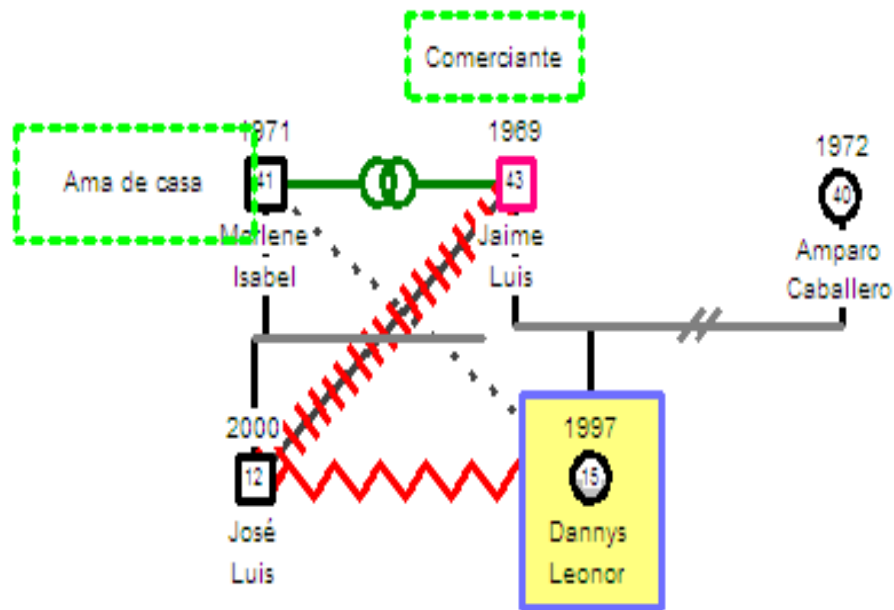 Comerciante
1971
1969
1972
Ama de casa
41
43
40
Merlene
Isabel
Jaime
Luis
Amparo
Caballero
2000
1997
12
15
José
Luis
Dannys
Leonor